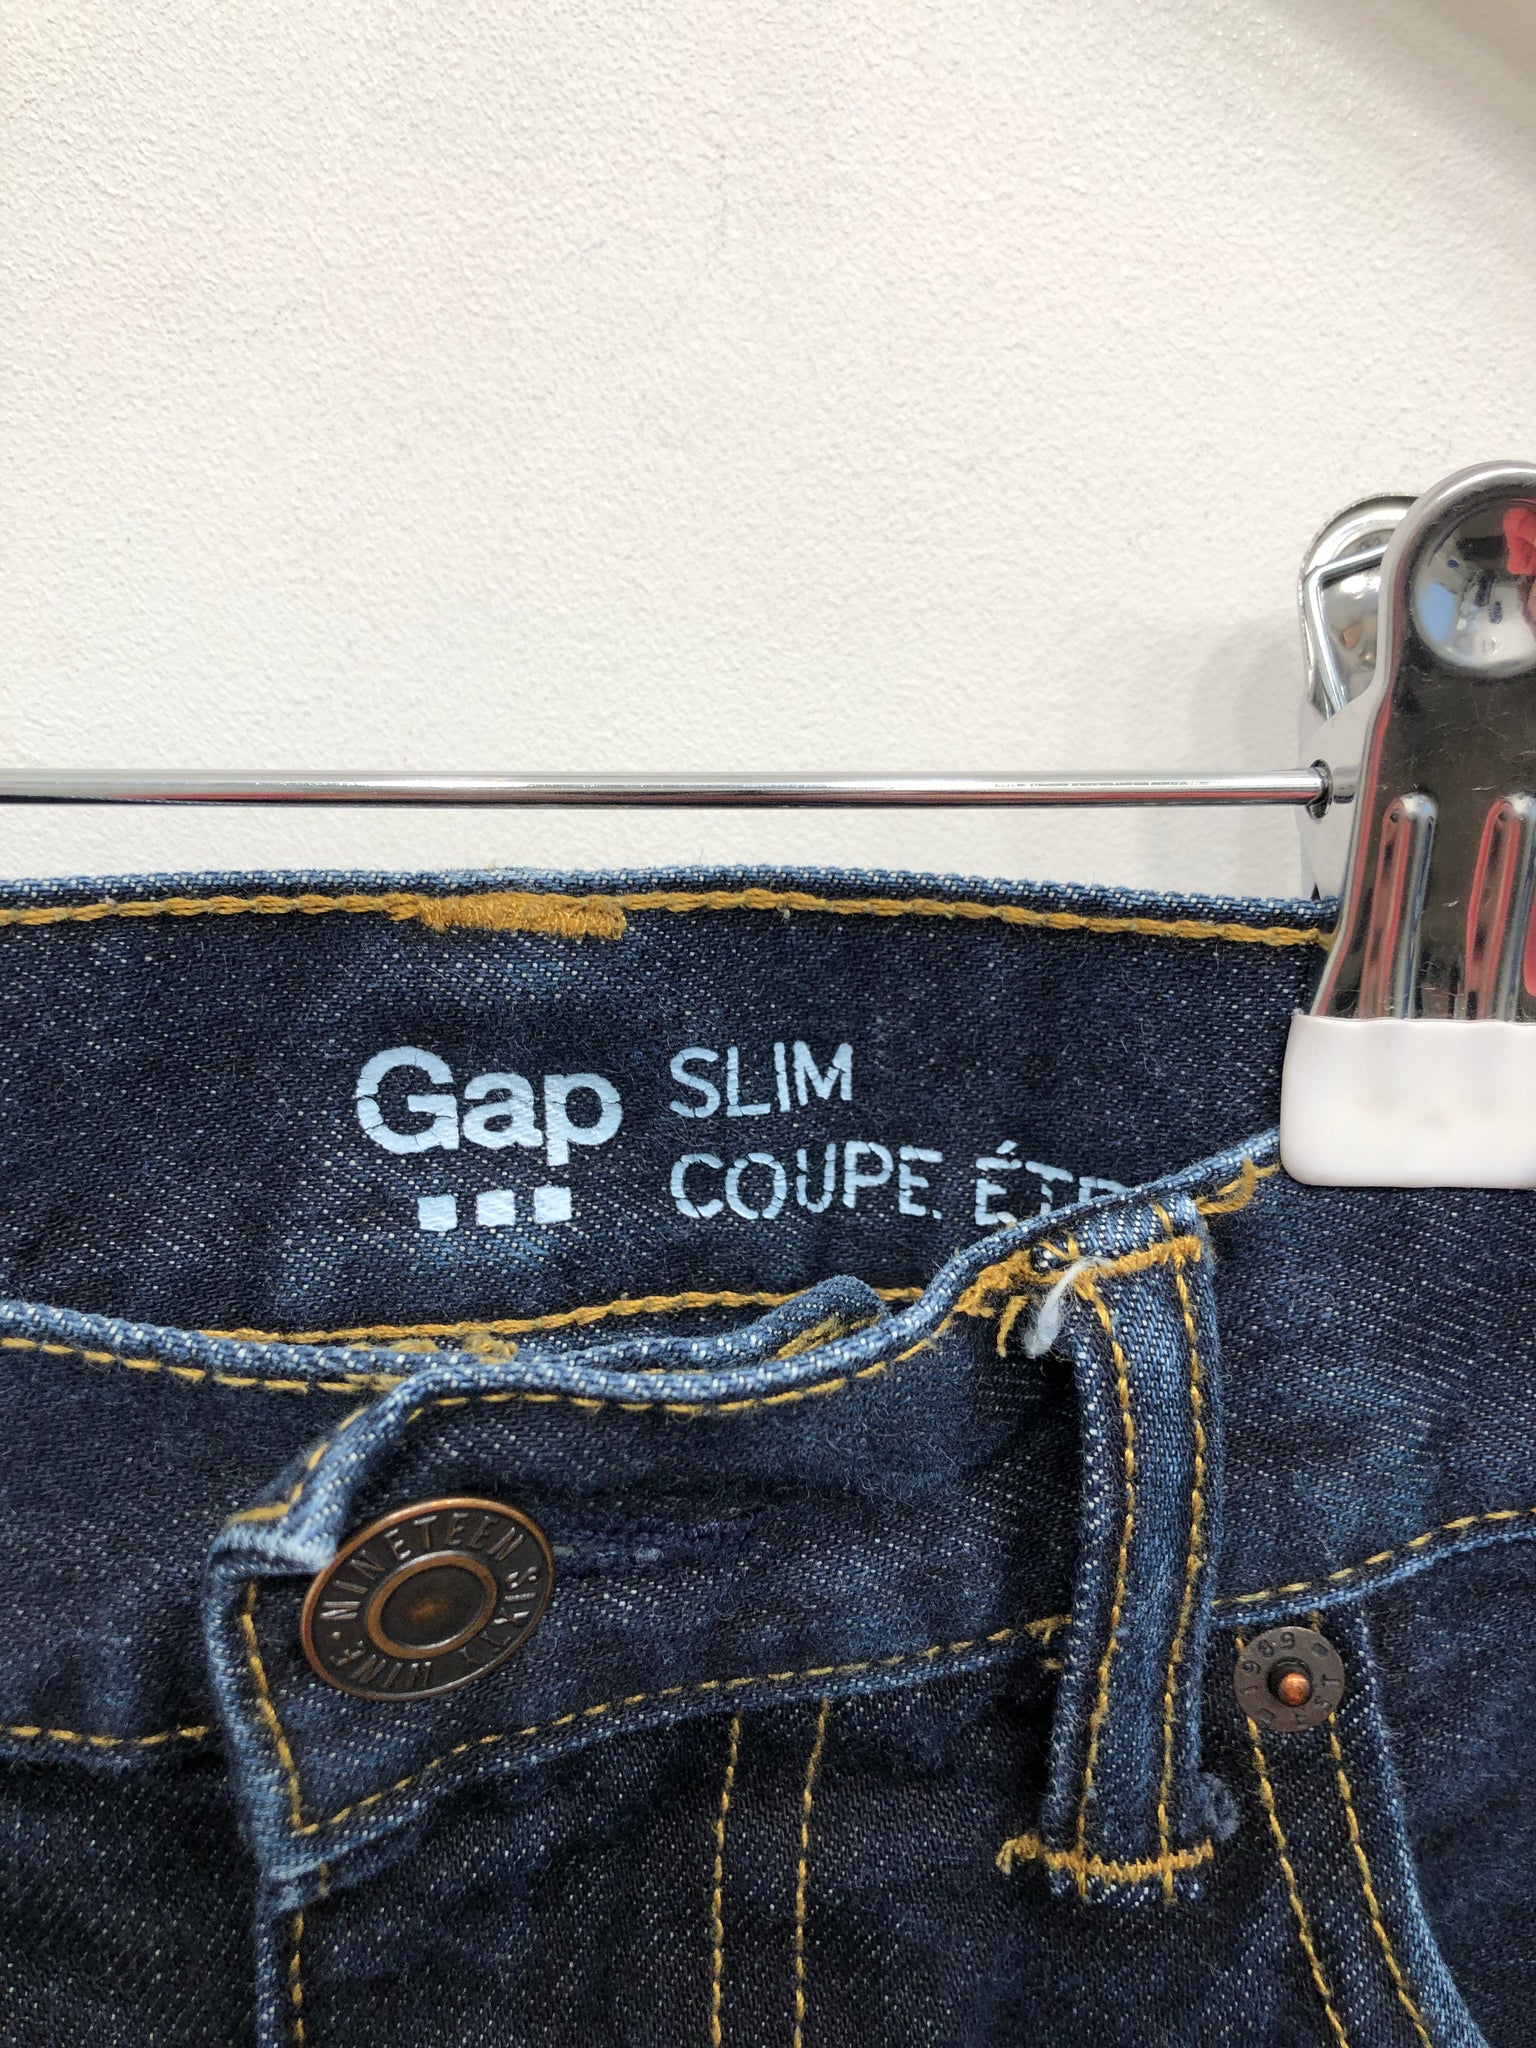 Gap SLIM
COUPE ÉTR
NINETEEN SIXTY NINE
1969 EST